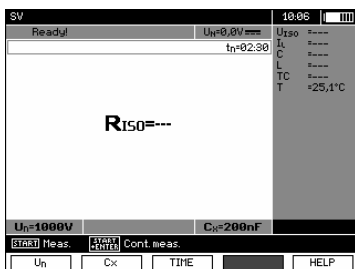 SV 10:06
Ready! UN=0,0V
tn=02:30
UISO =---
IL =---
C =---
L =---
TC =---
T =25,1°C
RISO=---
Un=1000V CX=200nF
START Meas. START +ENTER Cont.meas.
Un Cx TIME HELP